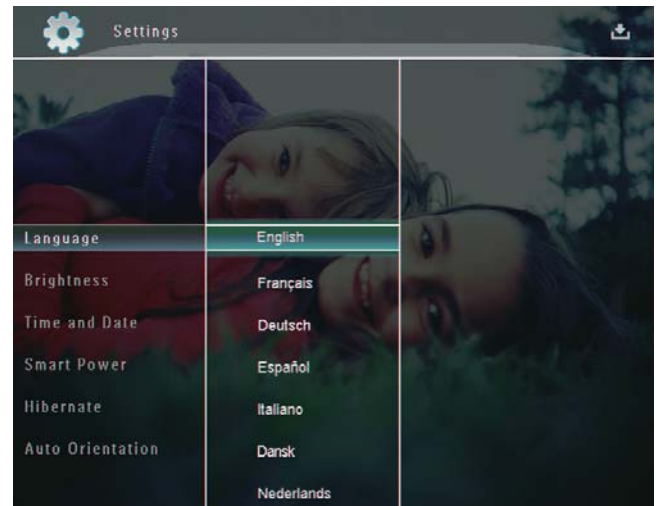 Settings
Language
Brightness
Time and Date
Smart Power
Hibernate
Auto Orientation
English
Français
Deutsch
Español
Italiano
Dansk
Nederlands